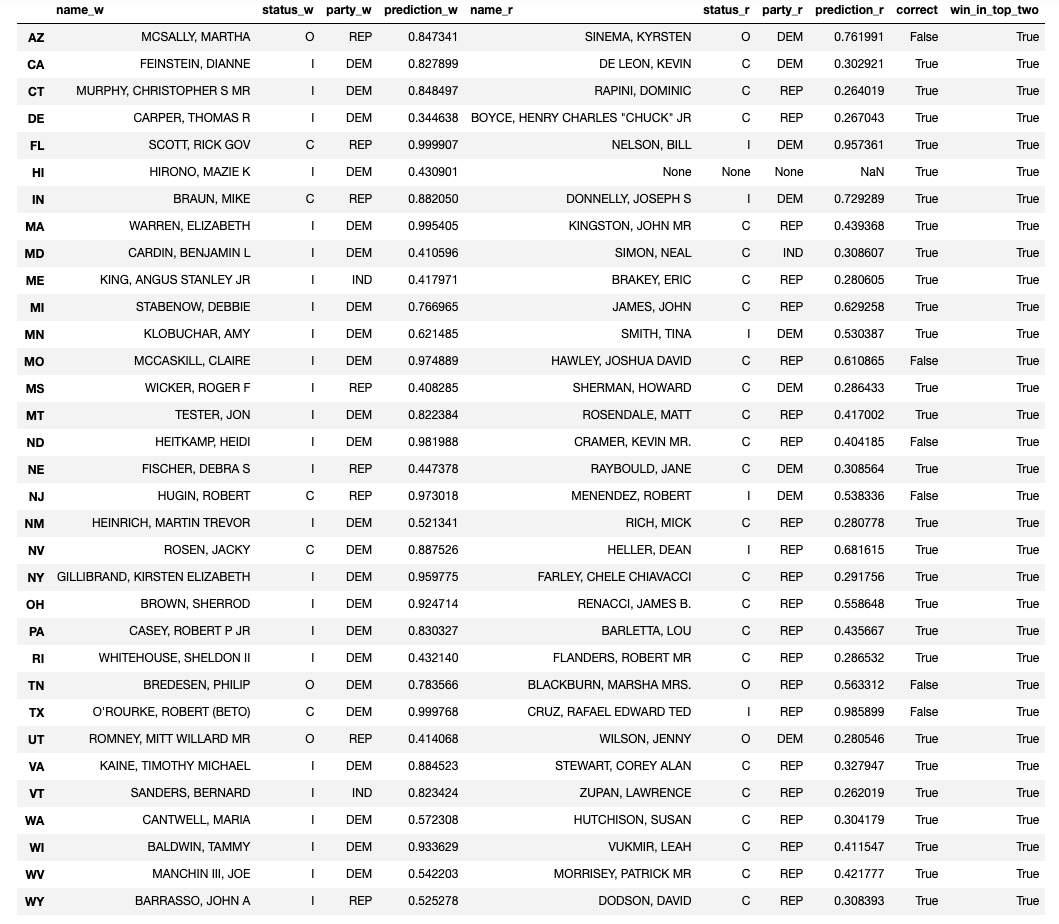 name_w status_w party_w prediction_w name_r status_r party_r prediction_r correct win_in_top_two
AZ MCSALLY, MARTHA O REP 0.847341 SINEMA, KYRSTEN O DEM 0.761991 False True
CA FEINSTEIN, DIANNE I DEM 0.827899 DE LEON, KEVIN C DEM 0.302921 True True
CT MURPHY, CHRISTOPHER S MR I DEM 0.848497 RAPINI, DOMINIC C REP 0.264019 True True
DE CARPER, THOMAS R I DEM 0.344638 BOYCE, HENRY CHARLES "CHUCK" JR C REP 0.267043 True True
FL SCOTT, RICK GOV C REP 0.999907 NELSON, BILL I DEM 0.957361 True True
HI HIRONO, MAZIE K I DEM 0.430901 None None None NaN True True
IN BRAUN, MIKE C REP 0.882050 DONNELLY, JOSEPH S I DEM 0.729289 True True
MA WARREN, ELIZABETH I DEM 0.995405 KINGSTON, JOHN MR C REP 0.439368 True True
MD CARDIN, BENJAMIN L I DEM 0.410596 SIMON, NEAL C IND 0.308607 True True
ME KING, ANGUS STANLEY JR I IND 0.417971 BRAKEY, ERIC C REP 0.280605 True True
MI STABENOW, DEBBIE I DEM 0.766965 JAMES, JOHN C REP 0.629258 True True
MN KLOBUCHAR, AMY I DEM 0.621485 SMITH, TINA I DEM 0.530387 True True
MO MCCASKILL, CLAIRE I DEM 0.974889 HAWLEY, JOSHUA DAVID C REP 0.610865 False True
MS WICKER, ROGER F I REP 0.408285 SHERMAN, HOWARD C DEM 0.286433 True True
MT TESTER, JON I DEM 0.822384 ROSENDALE, MATT C REP 0.417002 True True
ND HEITKAMP, HEIDI I DEM 0.981988 CRAMER, KEVIN MR. C REP 0.404185 False True
NE FISCHER, DEBRA S I REP 0.447378 RAYBOULD, JANE C DEM 0.308564 True True
NJ HUGIN, ROBERT C REP 0.973018 MENENDEZ, ROBERT I DEM 0.538336 False True
NM HEINRICH, MARTIN TREVOR I DEM 0.521341 RICH, MICK C REP 0.280778 True True
NV ROSEN, JACKY C DEM 0.887526 HELLER, DEAN I REP 0.681615 True True
NY GILLIBRAND, KIRSTEN ELIZABETH I DEM 0.959775 FARLEY, CHELE CHIAVACCI C REP 0.291756 True True
OH BROWN, SHERROD I DEM 0.924714 RENACCI, JAMES B. C REP 0.558648 True True
PA CASEY, ROBERT P JR I DEM 0.830327 BARLETTA, LOU C REP 0.435667 True True
RI WHITEHOUSE, SHELDON II I DEM 0.432140 FLANDERS, ROBERT MR C REP 0.286532 True True
TN BREDESEN, PHILIP O DEM 0.783566 BLACKBURN, MARSHA MRS. O REP 0.563312 False True
TX O'ROURKE, ROBERT (BETO) C DEM 0.999768 CRUZ, RAFAEL EDWARD TED I REP 0.985899 False True
UT ROMNEY, MITT WILLARD MR O REP 0.414068 WILSON, JENNY O DEM 0.280546 True True
VA KAINE, TIMOTHY MICHAEL I DEM 0.884523 STEWART, COREY ALAN C REP 0.327947 True True
VT SANDERS, BERNARD I IND 0.823424 ZUPAN, LAWRENCE C REP 0.262019 True True
WA CANTWELL, MARIA I DEM 0.572308 HUTCHISON, SUSAN C REP 0.304179 True True
WI BALDWIN, TAMMY I DEM 0.933629 VUKMIR, LEAH C REP 0.411547 True True
WV MANCHIN III, JOE I DEM 0.542203 MORRISEY, PATRICK MR C REP 0.421777 True True
WY BARRASSO, JOHN A I REP 0.525278 DODSON, DAVID C REP 0.308393 True True